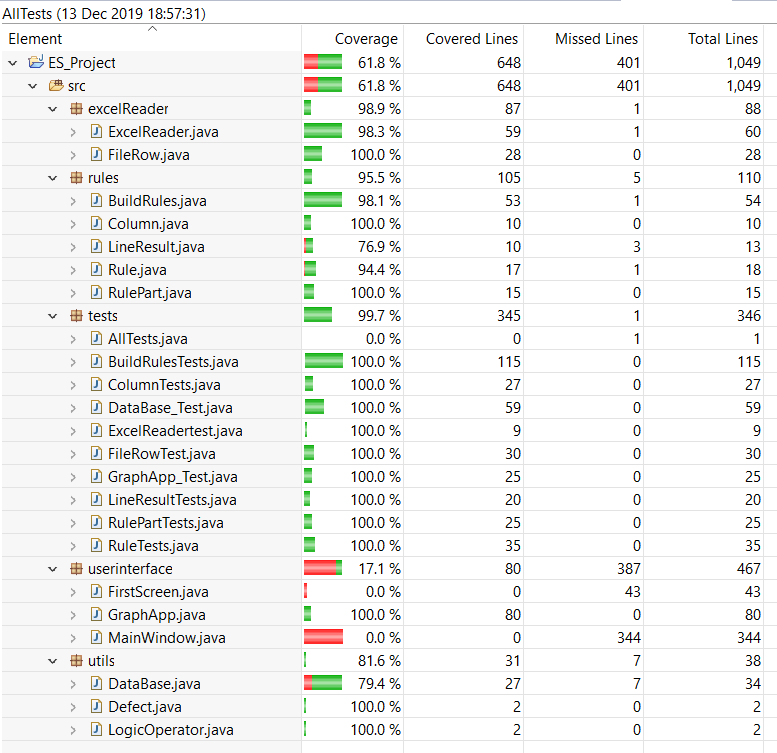 AllTests (13 Dec 2019 18:57:31)
Element Coverage Covered Lines Missed Lines Total Lines
ES_Project 61.8 % 648 401 1,049
src 61.8 % 648 401 1,049
excelReader 98.9 % 87 1 88
ExcelReader.java 98.3 % 59 1 60
FileRow.java 100.0 % 28 0 28
rules 95.5 % 105 5 110
BuildRules.java 98.1 % 53 1 54
Column.java 100.0 % 10 0 10
LineResult.java 76.9 % 10 3 13
Rule.java 94.4 % 17 1 18
RulePart.java 100.0 % 15 0 15
tests 99.7 % 345 1 346
AllTests.java 0.0 % 0 1 1
BuildRulesTests.java 100.0 % 115 0 115
ColumnTests.java 100.0 % 27 0 27
DataBase_Test.java 100.0 % 59 0 59
ExcelReadertest.java 100.0 % 9 0 9
FileRowTest.java 100.0 % 30 0 30
GraphApp_Test.java 100.0 % 25 0 25
LineResultTests.java 100.0 % 20 0 20
RulePartTests.java 100.0 % 25 0 25
RuleTests.java 100.0 % 35 0 35
userinterface 17.1 % 80 387 467
FirstScreen.java 0.0 % 0 43 43
GraphApp.java 100.0 % 80 0 80
MainWindow.java 0.0 % 0 344 344
utils 81.6 % 31 7 38
DataBase.java 79.4 % 27 7 34
Defect.java 100.0 % 2 0 2
LogicOperator.java 100.0 % 2 0 2